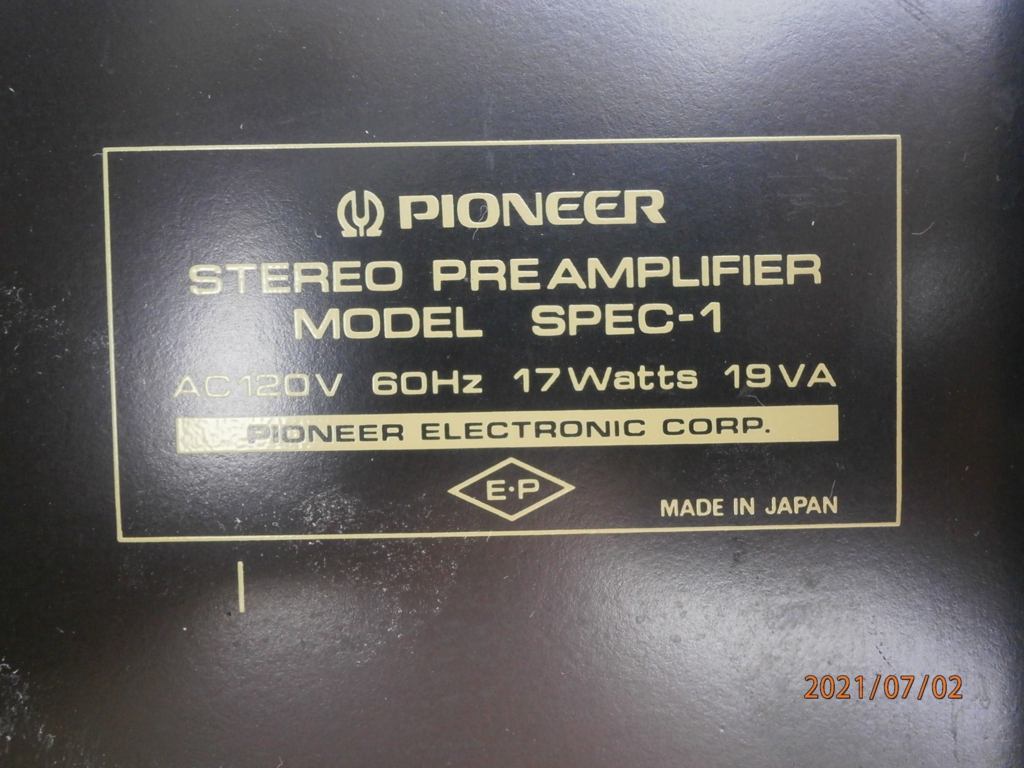 PIONEER
STEREO PREAMPLIFIER
MODEL SPEC-1
AC 120V 60Hz 17Watts 19VA
PIONEER ELECTRONIC CORP.
E·P
MADE IN JAPAN
2021/07/02